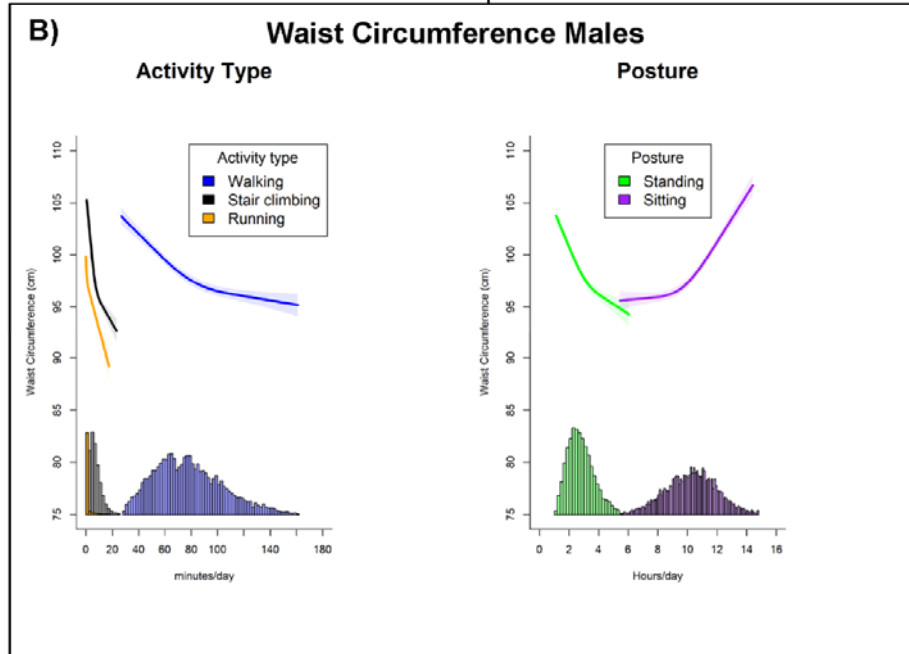 B)
Waist Circumference Males
Activity Type
Posture
110
105
100
95
90
85
80
75
Waist Circumference (cm)
Activity type
Walking
Stair climbing
Running
0 20 40 60 80 100 140 180
minutes/day
110
105
100
95
90
85
80
75
Waist Circumference (cm)
Posture
Standing
Sitting
0 2 4 6 8 10 12 14 16
Hours/day